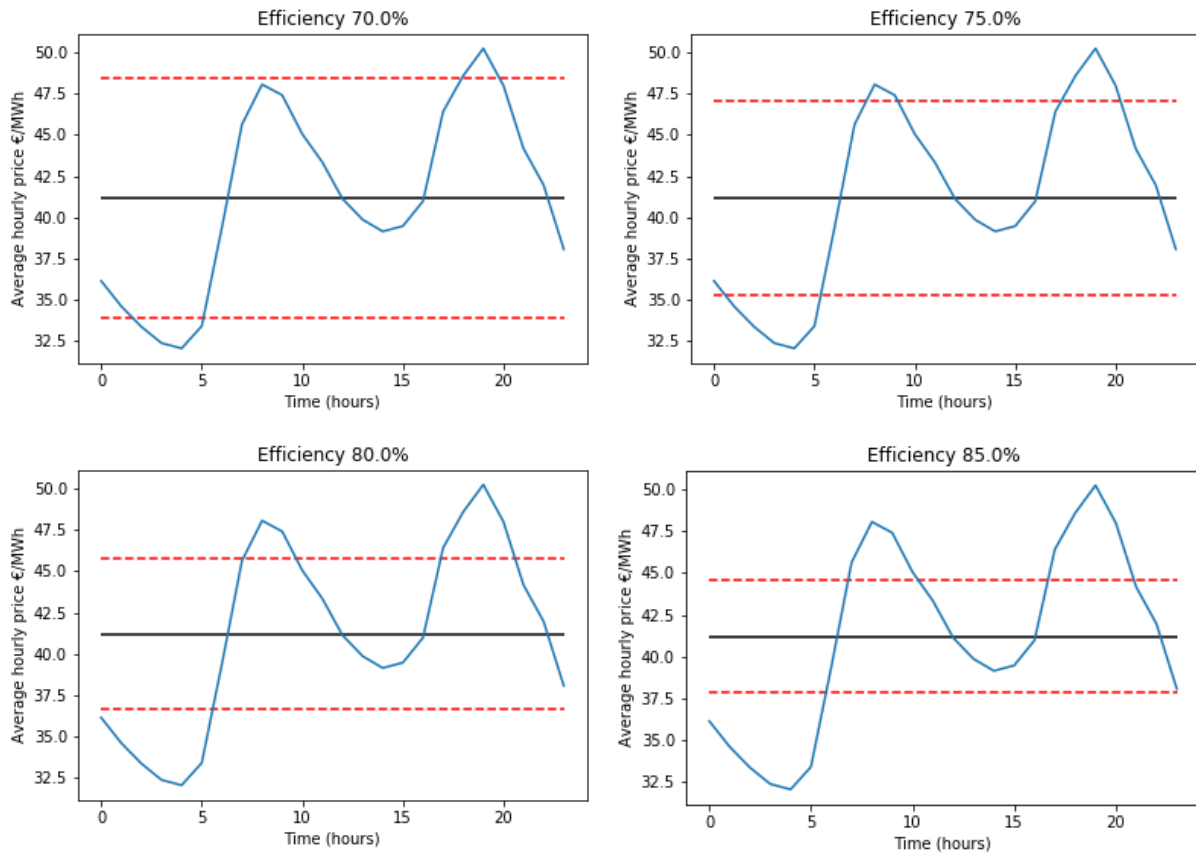 Efficiency 70.0%
Average hourly price €/MWh
50.0
47.5
45.0
42.5
40.0
37.5
35.0
32.5
0 5 10 15 20
Time (hours)
Efficiency 75.0%
Average hourly price €/MWh
50.0
47.5
45.0
42.5
40.0
37.5
35.0
32.5
0 5 10 15 20
Time (hours)
Efficiency 80.0%
Average hourly price €/MWh
50.0
47.5
45.0
42.5
40.0
37.5
35.0
32.5
0 5 10 15 20
Time (hours)
Efficiency 85.0%
Average hourly price €/MWh
50.0
47.5
45.0
42.5
40.0
37.5
35.0
32.5
0 5 10 15 20
Time (hours)